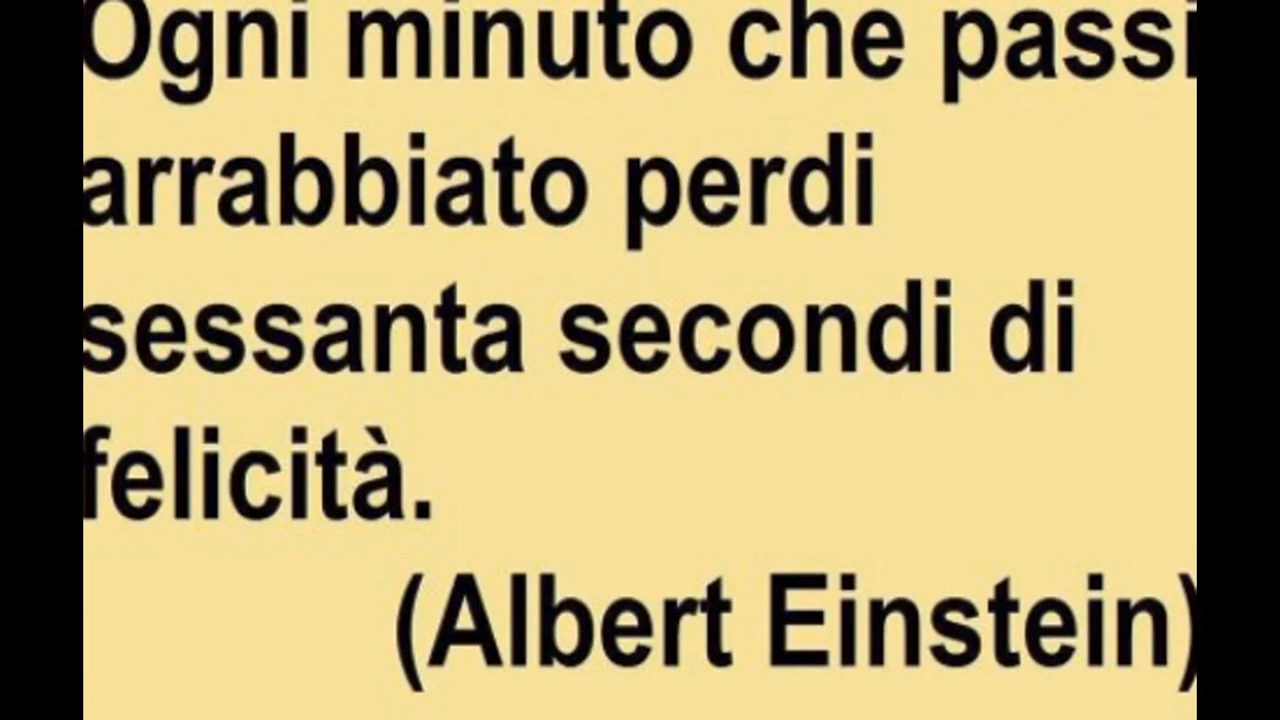 Ogni minuto che passi
arrabbiato perdi
sessanta secondi di
felicità.
(Albert Einstein)